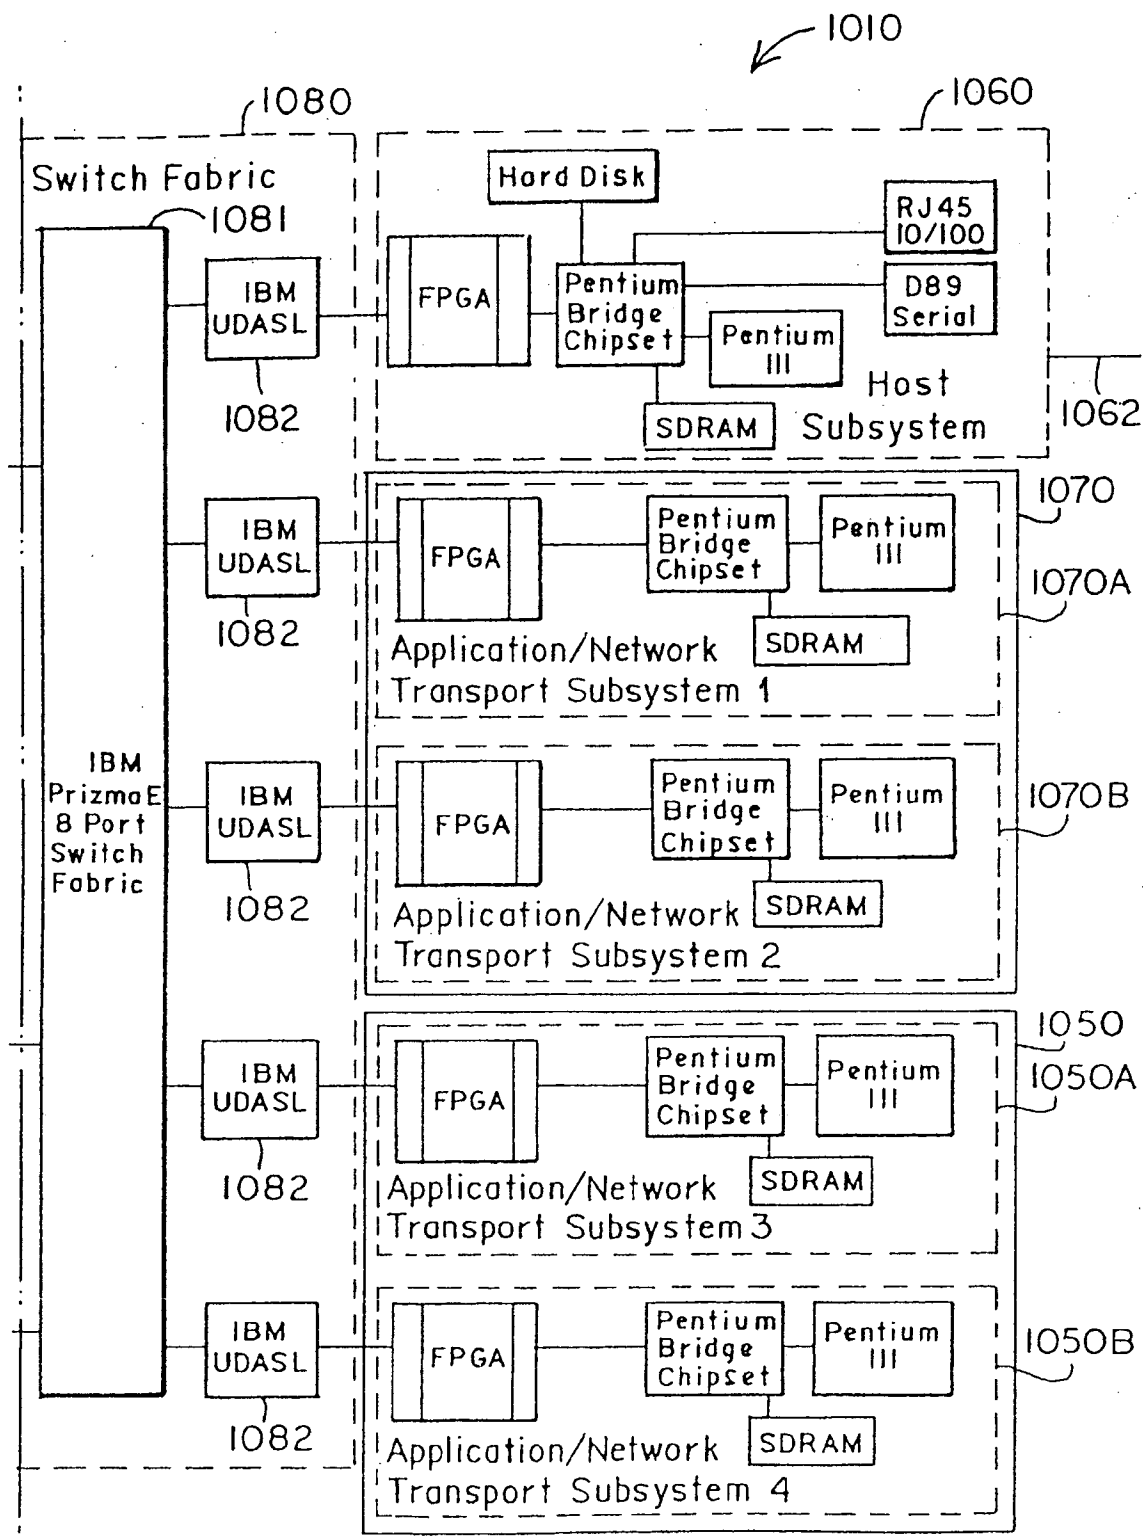 1010
1080
1060
Switch Fabric
1081
Hard Disk
RJ45
10/100
D89
Serial
IBM
UDASL
1082
FPGA
Pentium
Bridge
Chipset
Pentium
III
SDRAM
Host
Subsystem
1062
IBM
UDASL
1082
FPGA
Pentium
Bridge
Chipset
Pentium
III
SDRAM
Application/Network
Transport Subsystem 1
1070
1070A
IBM
PrizmaE
8 Port
Switch
Fabric
IBM
UDASL
1082
FPGA
Pentium
Bridge
Chipset
Pentium
III
SDRAM
Application/Network
Transport Subsystem 2
1070B
IBM
UDASL
1082
FPGA
Pentium
Bridge
Chipset
Pentium
III
SDRAM
Application/Network
Transport Subsystem 3
1050
1050A
IBM
UDASL
1082
FPGA
Pentium
Bridge
Chipset
Pentium
III
SDRAM
Application/Network
Transport Subsystem 4
1050B